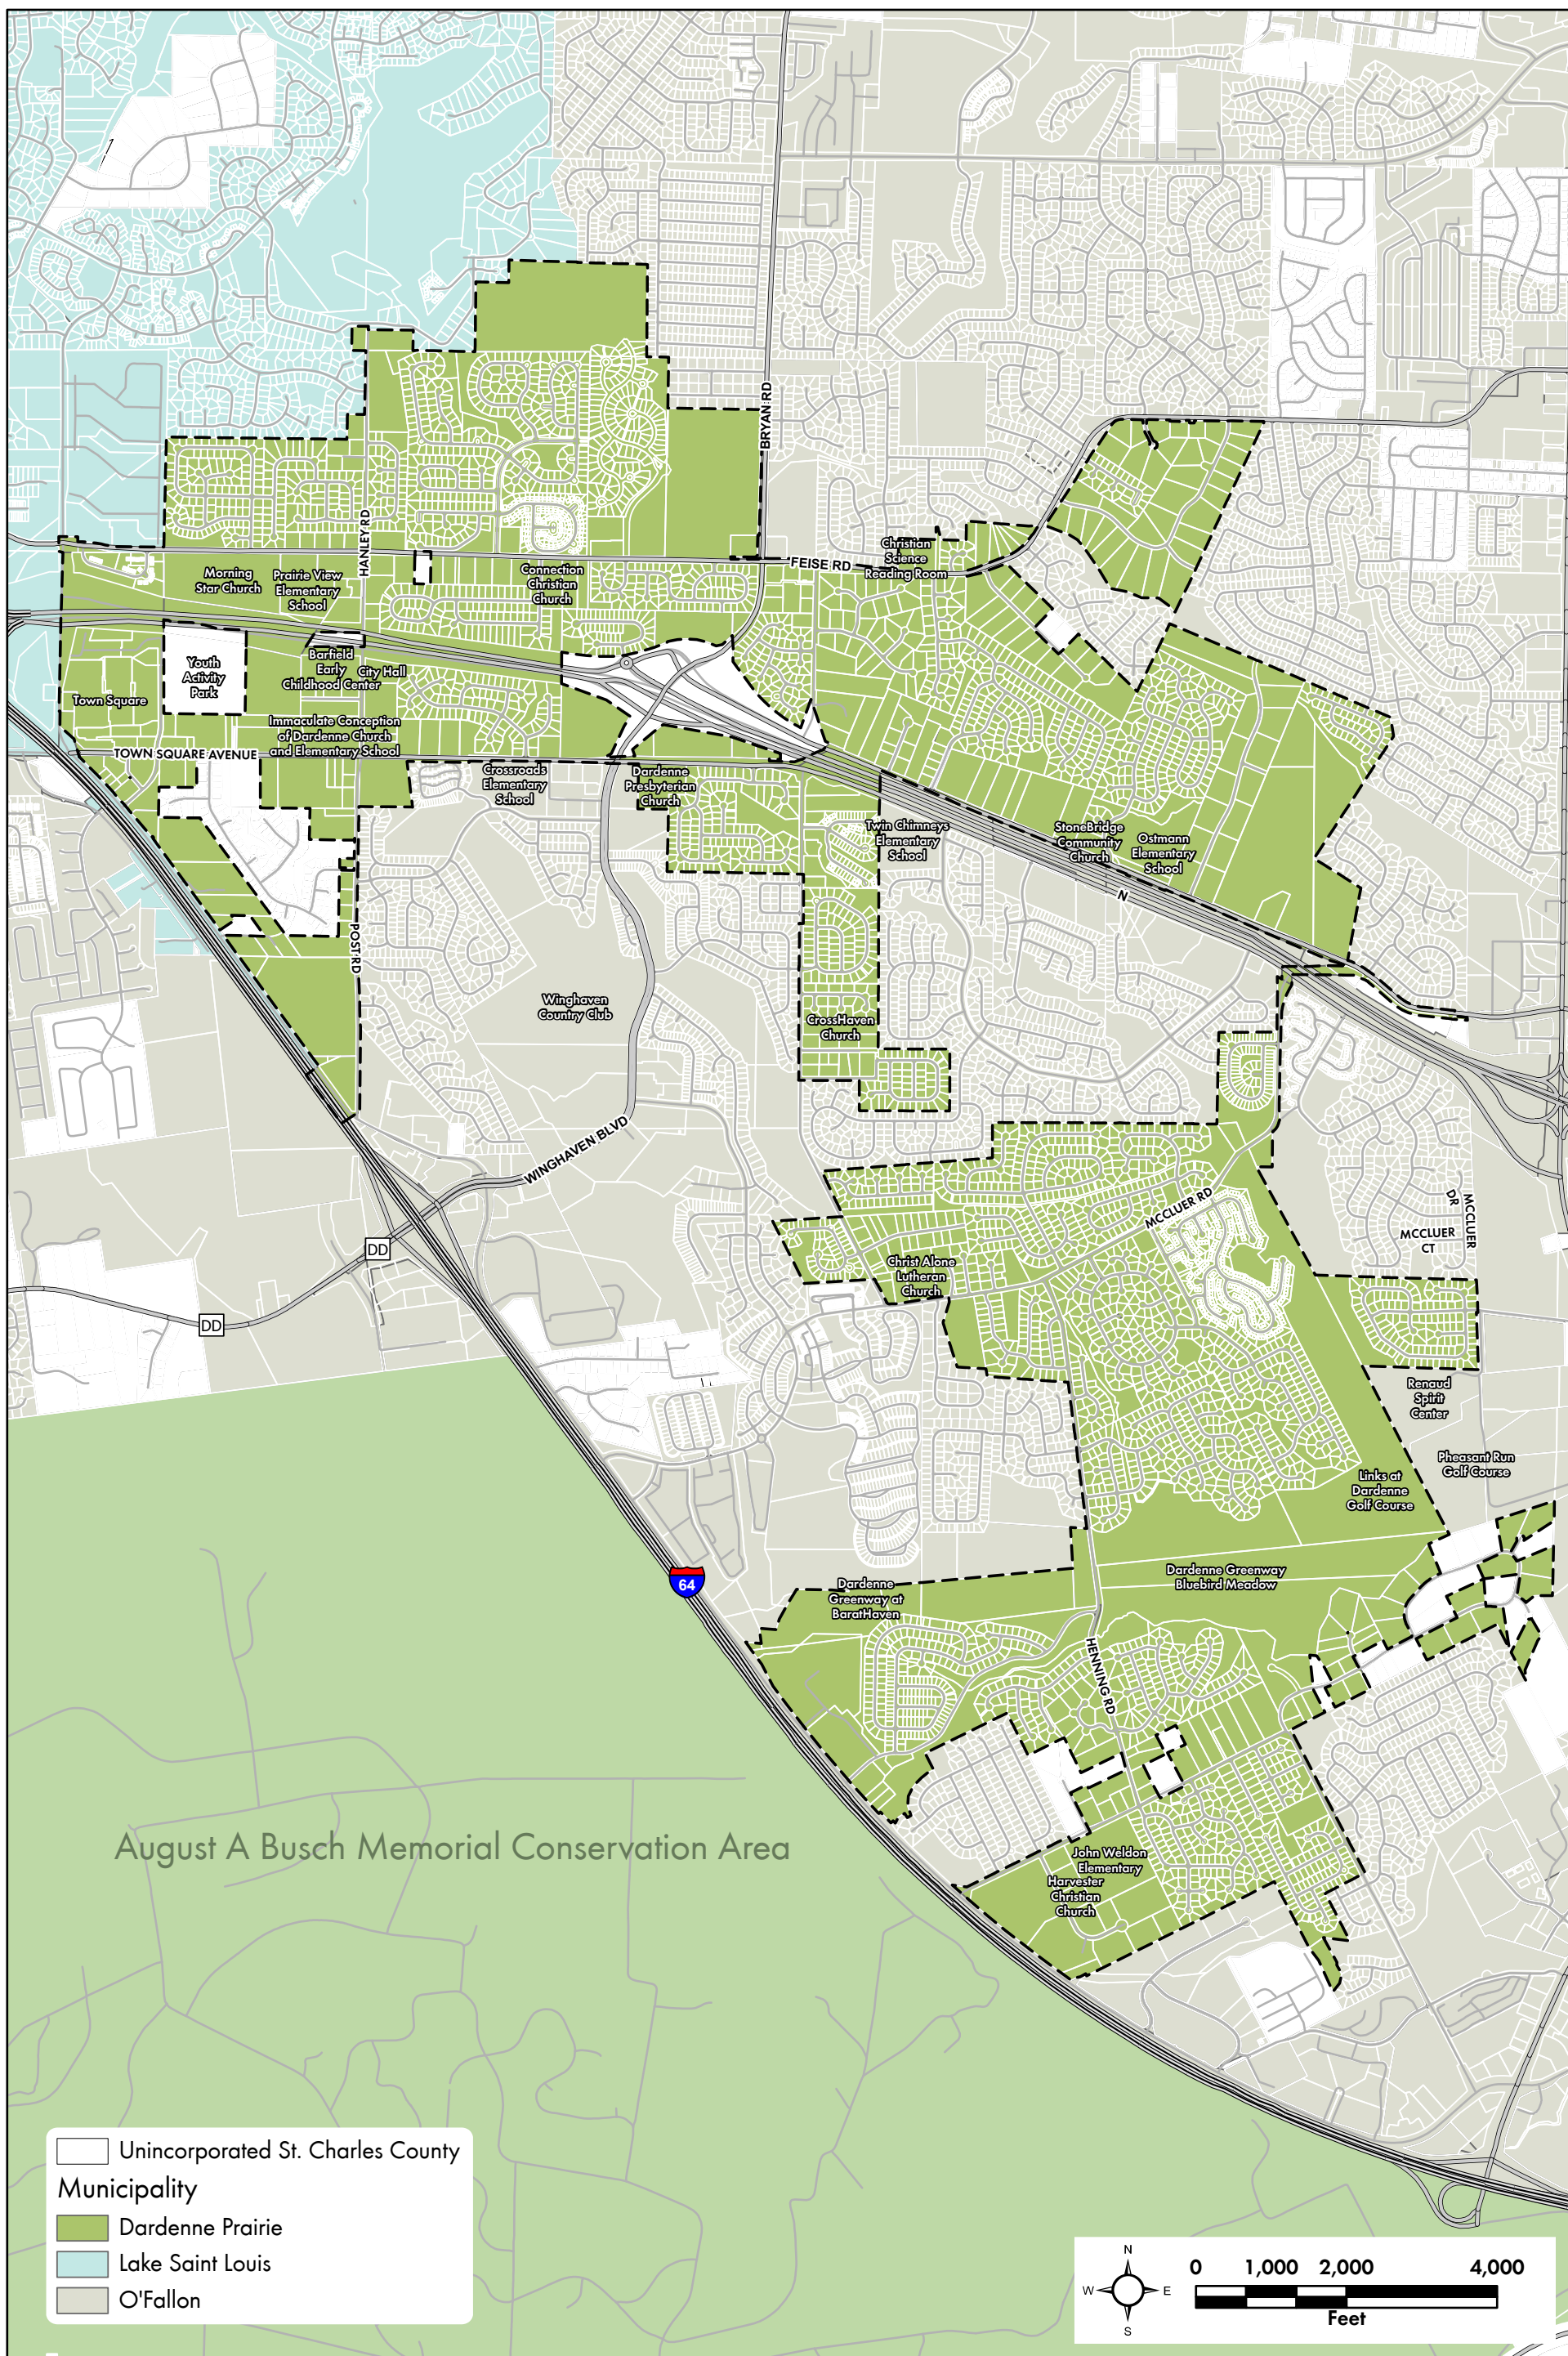 BRYAN RD
HANLEY RD
FEISE RD
Christian
Science
Reading Room
Morning
Star Church
Prairie View
Elementary
School
Connection
Christian
Church
Youth
Activity
Park
Barfield
Early
Childhood Center
City Hall
Town Square
Immaculate Conception
of Dardenne Church
and Elementary School
TOWN SQUARE AVENUE
Crossroads
Elementary
School
Dardenne
Presbyterian
Church
Twin Chimneys
Elementary
School
StoneBridge
Community
Church
Ostmann
Elementary
School
N
POST RD
Winghaven
Country Club
CrossHaven
Church
WINGHAVEN BLVD
MCCLUER RD
MCCLUER
DR
MCCLUER
CT
DD
DD
Christ Alone
Lutheran
Church
Renaud
Spirit
Center
Pheasant Run
Golf Course
Links at
Dardenne
Golf Course
64
Dardenne
Greenway at
BaratHaven
Dardenne Greenway
Bluebird Meadow
HENNING RD
August A Busch Memorial Conservation Area
John Weldon
Elementary
Harvester
Christian
Church
Unincorporated St. Charles County
Municipality
Dardenne Prairie
Lake Saint Louis
O'Fallon
N
W
E
S
0 1,000 2,000 4,000
Feet